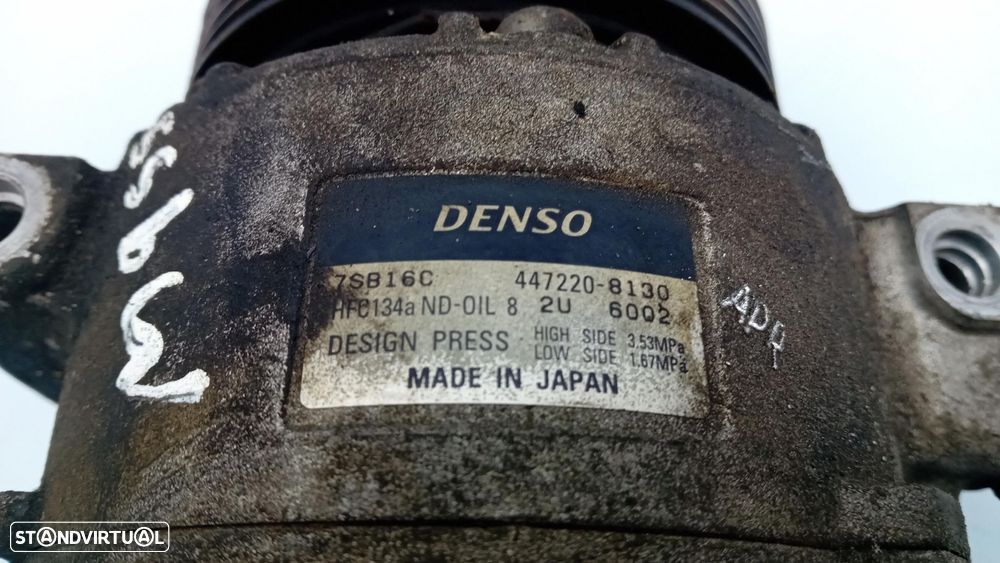 DENSO
7SB16C 447220-8130
HFC134a ND-OIL 8 2U 6002
DESIGN PRESS. HIGH SIDE 3.53MPa
LOW SIDE 1.67MPa
MADE IN JAPAN
ADA
STANDVIRTUAL